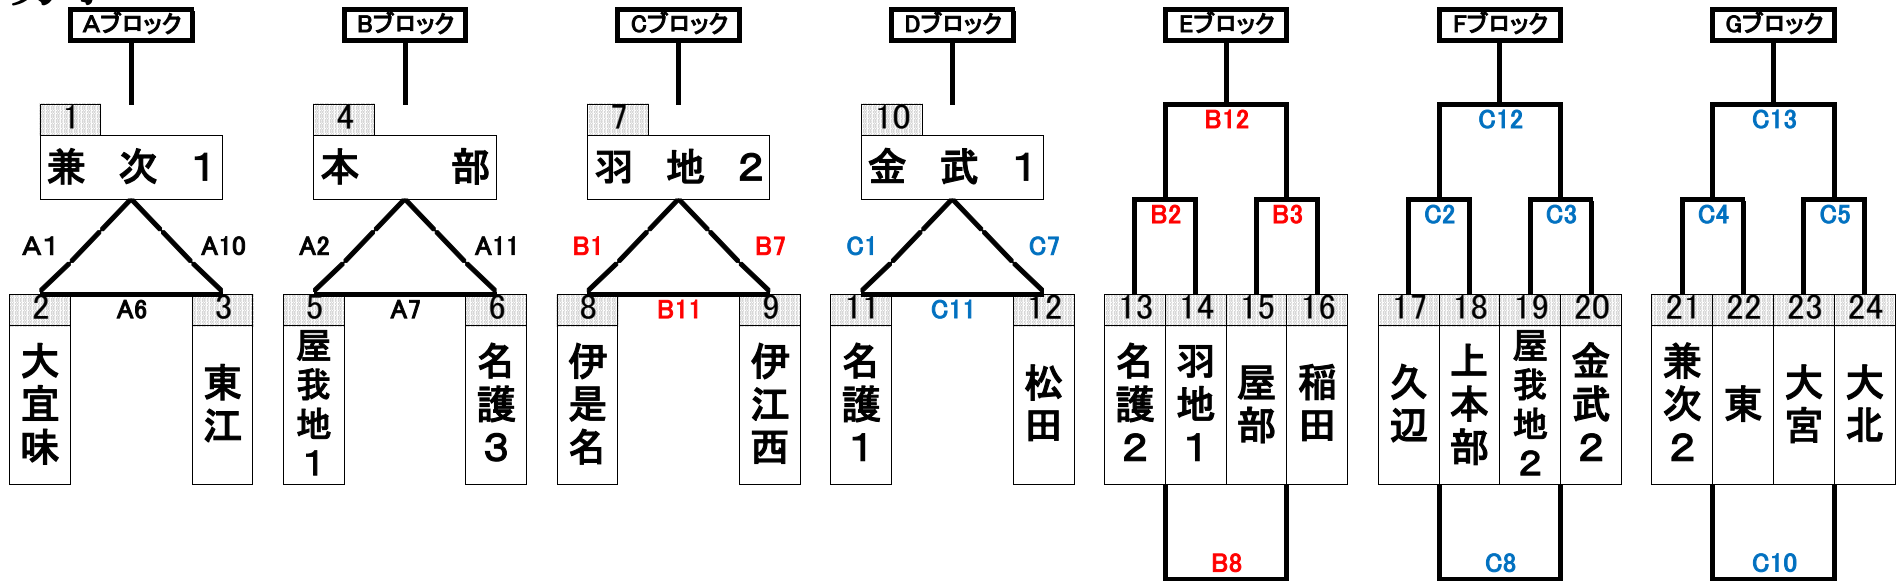 Aブロック
Bブロック
Cブロック
Dブロック
Eブロック
Fブロック
Gブロック
1
4
7
10
B12
C12
C13
兼次1
本部
羽地2
金武1
B2
B3
C2
C3
C4
C5
A1
A10
A2
A11
B1
B7
C1
C7
2
A6
3
5
A7
6
8
B11
9
11
C11
12
13
14
15
16
17
18
19
20
21
22
23
24
大宜味
東江
屋我地1
名護3
伊是名
伊江西
名護1
松田
名護2
羽地1
屋部
稲田
久辺
上本部
屋我地2
金武2
兼次2
東
大宮
大北
B8
C8
C10